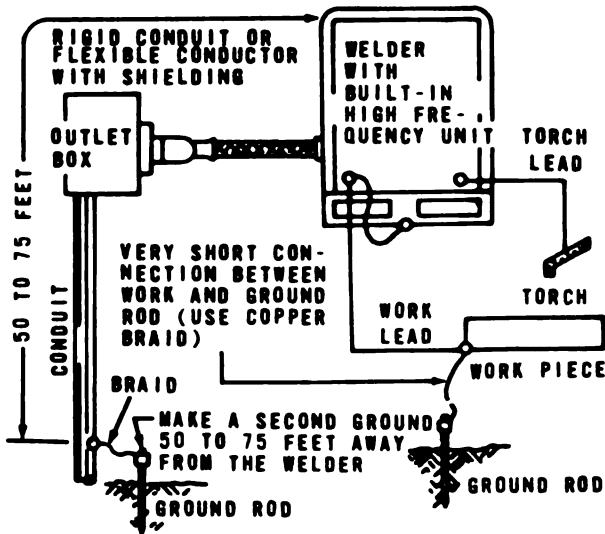 RIGID CONDUIT OR
FLEXIBLE CONDUCTOR
WITH SHIELDING
WELDER
WITH
BUILT-IN
HIGH FRE-
QUENCY UNIT
TORCH
LEAD
OUTLET
BOX
50 TO 75 FEET
CONDUIT
VERY SHORT CON-
NECTION BETWEEN
WORK AND GROUND
ROD (USE COPPER
BRAID)
WORK
LEAD
TORCH
WORK PIECE
BRAID
MAKE A SECOND GROUND
50 TO 75 FEET AWAY
FROM THE WELDER
GROUND ROD
GROUND ROD